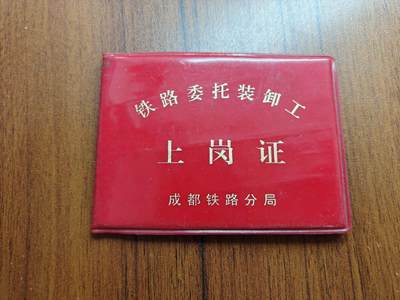 铁路委托装卸工
上岗证
成都铁路分局